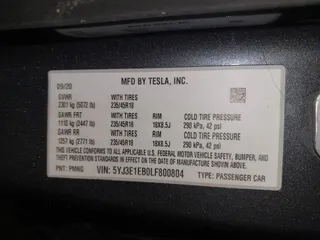 MFD BY TESLA, INC.
09/20
GVWR WITH TIRES
2301 kg (5072 lb) 235/45R18
GAWR FRT WITH TIRES RIM COLD TIRE PRESSURE
1110 kg (2447 lb) 235/45R18 18X8.5J 290 kPa, 42 psi
GAWR RR WITH TIRES RIM COLD TIRE PRESSURE
1257 kg (2771 lb) 235/45R18 18X8.5J 290 kPa, 42 psi
THIS VEHICLE CONFORMS TO ALL APPLICABLE FEDERAL MOTOR VEHICLE SAFETY, BUMPER,
AND THEFT PREVENTION STANDARDS IN EFFECT ON THE DATE OF MANUFACTURE SHOWN
ABOVE.
PNT: PMNG VIN: 5YJ3E1EB0LF800804 TYPE: PASSENGER CAR